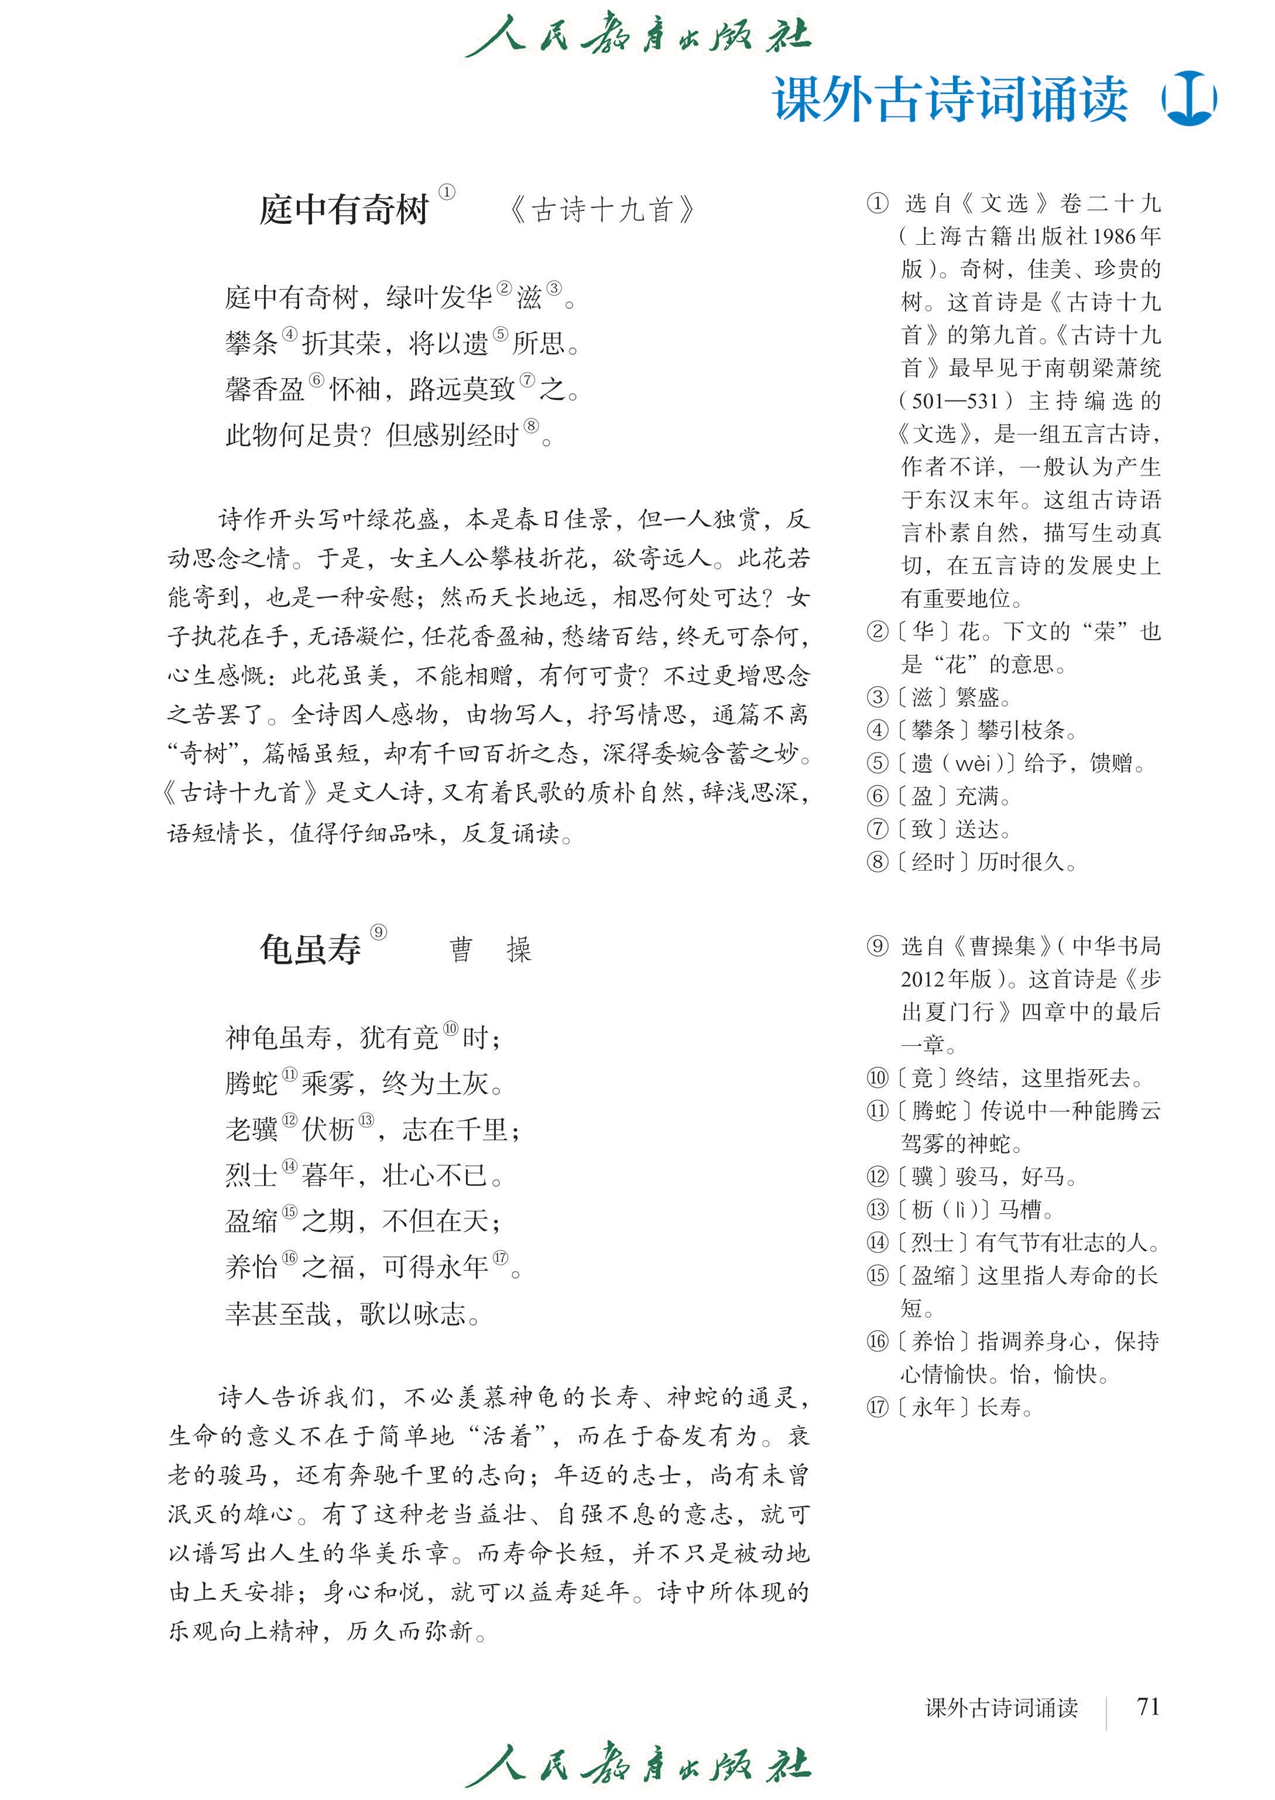 人民教育出版社
课外古诗词诵读
庭中有奇树① 《古诗十九首》
庭中有奇树，绿叶发华②滋③。
攀条④折其荣，将以遗⑤所思。
馨香盈⑥怀袖，路远莫致⑦之。
此物何足贵？但感别经时⑧。
诗作开头写叶绿花盛，本是春日佳景，但一人独赏，反
动思念之情。于是，女主人公攀枝折花，欲寄远人。此花若
能寄到，也是一种安慰；然而天长地远，相思何处可达？女
子执花在手，无语凝伫，任花香盈袖，愁绪百结，终无可奈何，
心生感慨：此花虽美，不能相赠，有何可贵？不过更增思念
之苦罢了。全诗因人感物，由物写人，抒写情思，通篇不离
“奇树”，篇幅虽短，却有千回百折之态，深得委婉含蓄之妙。
《古诗十九首》是文人诗，又有着民歌的质朴自然，辞浅思深，
语短情长，值得仔细品味，反复诵读。
① 选自《文选》卷二十九
（上海古籍出版社1986年
版）。奇树，佳美、珍贵的
树。这首诗是《古诗十九
首》的第九首。《古诗十九
首》最早见于南朝梁萧统
（501—531）主持编选的
《文选》，是一组五言古诗，
作者不详，一般认为产生
于东汉末年。这组古诗语
言朴素自然，描写生动真
切，在五言诗的发展史上
有重要地位。
②〔华〕花。下文的“荣”也
是“花”的意思。
③〔滋〕繁盛。
④〔攀条〕攀引枝条。
⑤〔遗（wèi）〕给予，馈赠。
⑥〔盈〕充满。
⑦〔致〕送达。
⑧〔经时〕历时很久。
龟虽寿⑨ 曹 操
神龟虽寿，犹有竟⑩时；
腾蛇⑪乘雾，终为土灰。
老骥⑫伏枥⑬，志在千里；
烈士⑭暮年，壮心不已。
盈缩⑮之期，不但在天；
养怡⑯之福，可得永年⑰。
幸甚至哉，歌以咏志。
诗人告诉我们，不必羡慕神龟的长寿、神蛇的通灵，
生命的意义不在于简单地“活着”，而在于奋发有为。衰
老的骏马，还有奔驰千里的志向；年迈的志士，尚有未曾
泯灭的雄心。有了这种老当益壮、自强不息的意志，就可
以谱写出人生的华美乐章。而寿命长短，并不只是被动地
由上天安排；身心和悦，就可以益寿延年。诗中所体现的
乐观向上精神，历久而弥新。
⑨ 选自《曹操集》（中华书局
2012年版）。这首诗是《步
出夏门行》四章中的最后
一章。
⑩〔竟〕终结，这里指死去。
⑪〔腾蛇〕传说中一种能腾云
驾雾的神蛇。
⑫〔骥〕骏马，好马。
⑬〔枥（lì）〕马槽。
⑭〔烈士〕有气节有壮志的人。
⑮〔盈缩〕这里指人寿命的长
短。
⑯〔养怡〕指调养身心，保持
心情愉快。怡，愉快。
⑰〔永年〕长寿。
课外古诗词诵读 71
人民教育出版社